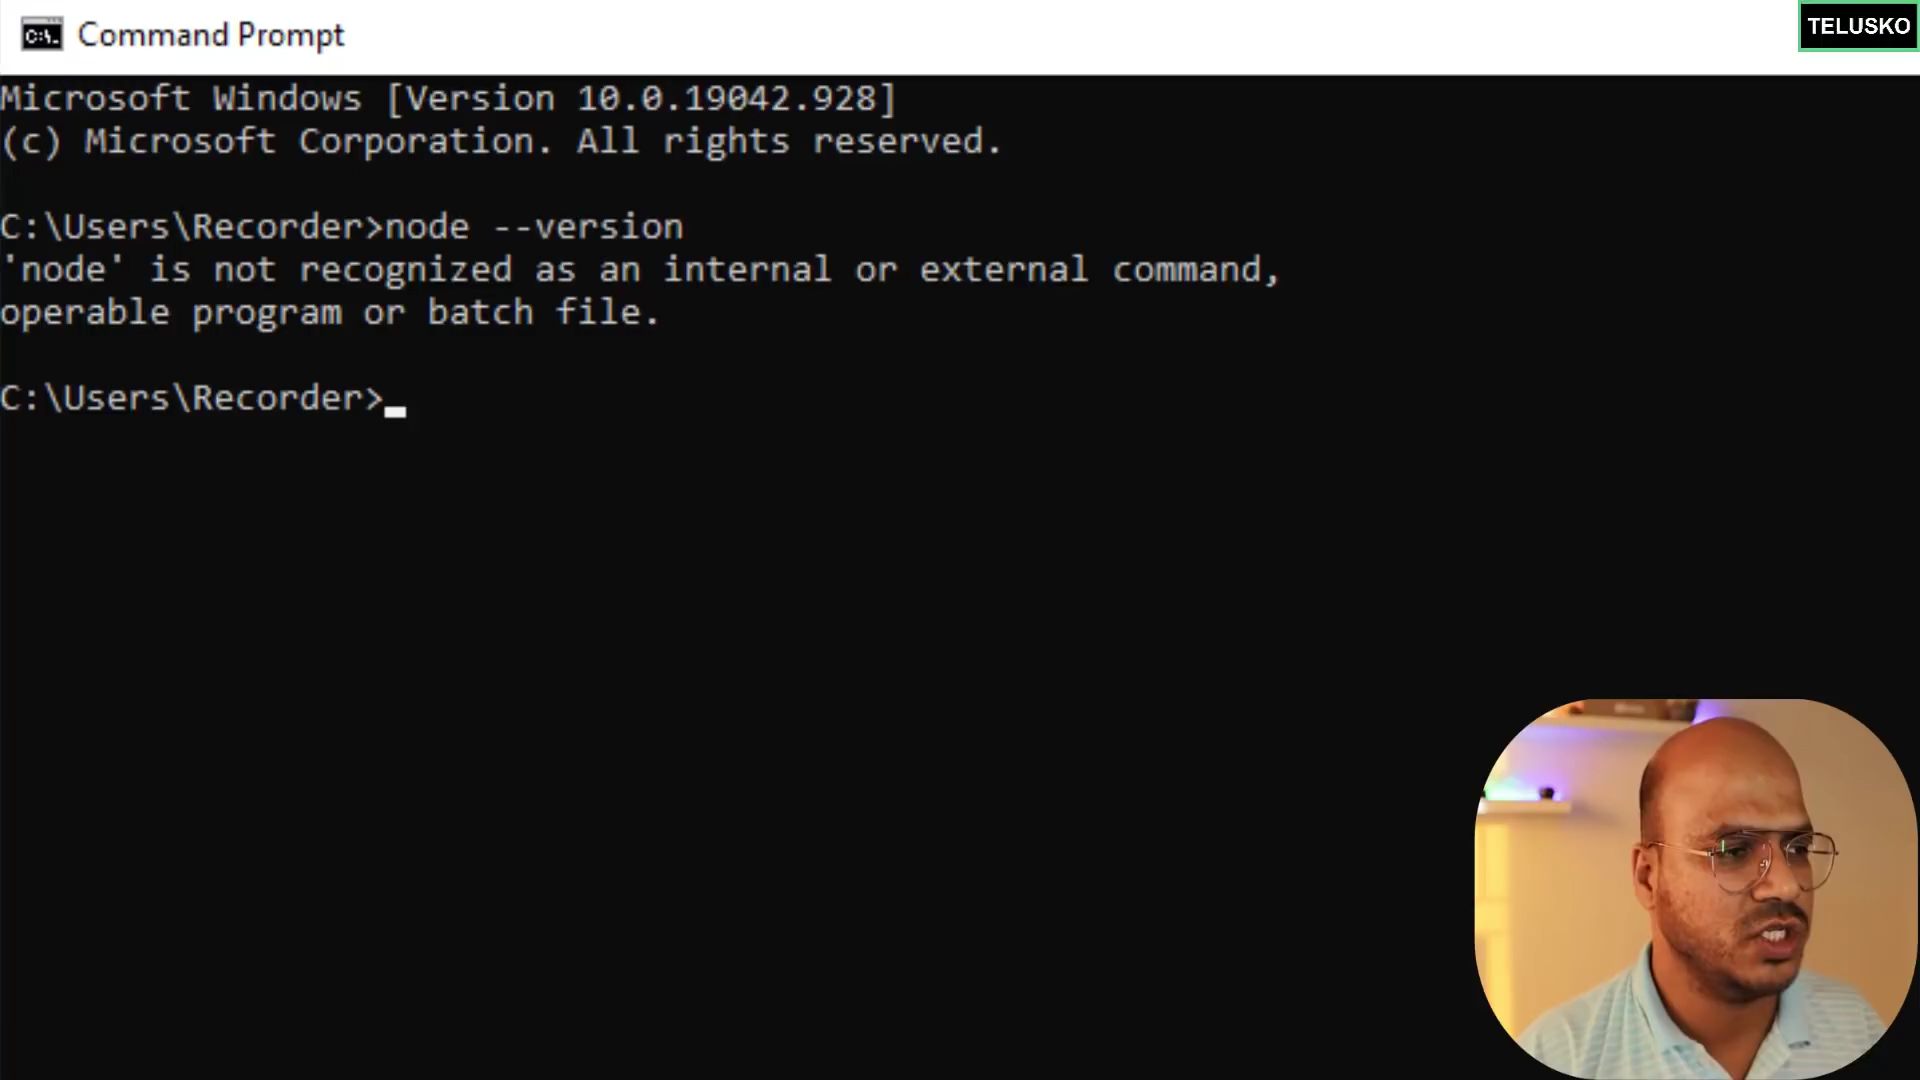 Command Prompt
TELUSKO
Microsoft Windows [Version 10.0.19042.928]
(c) Microsoft Corporation. All rights reserved.
C:\Users\Recorder>node --version
'node' is not recognized as an internal or external command,
operable program or batch file.
C:\Users\Recorder>